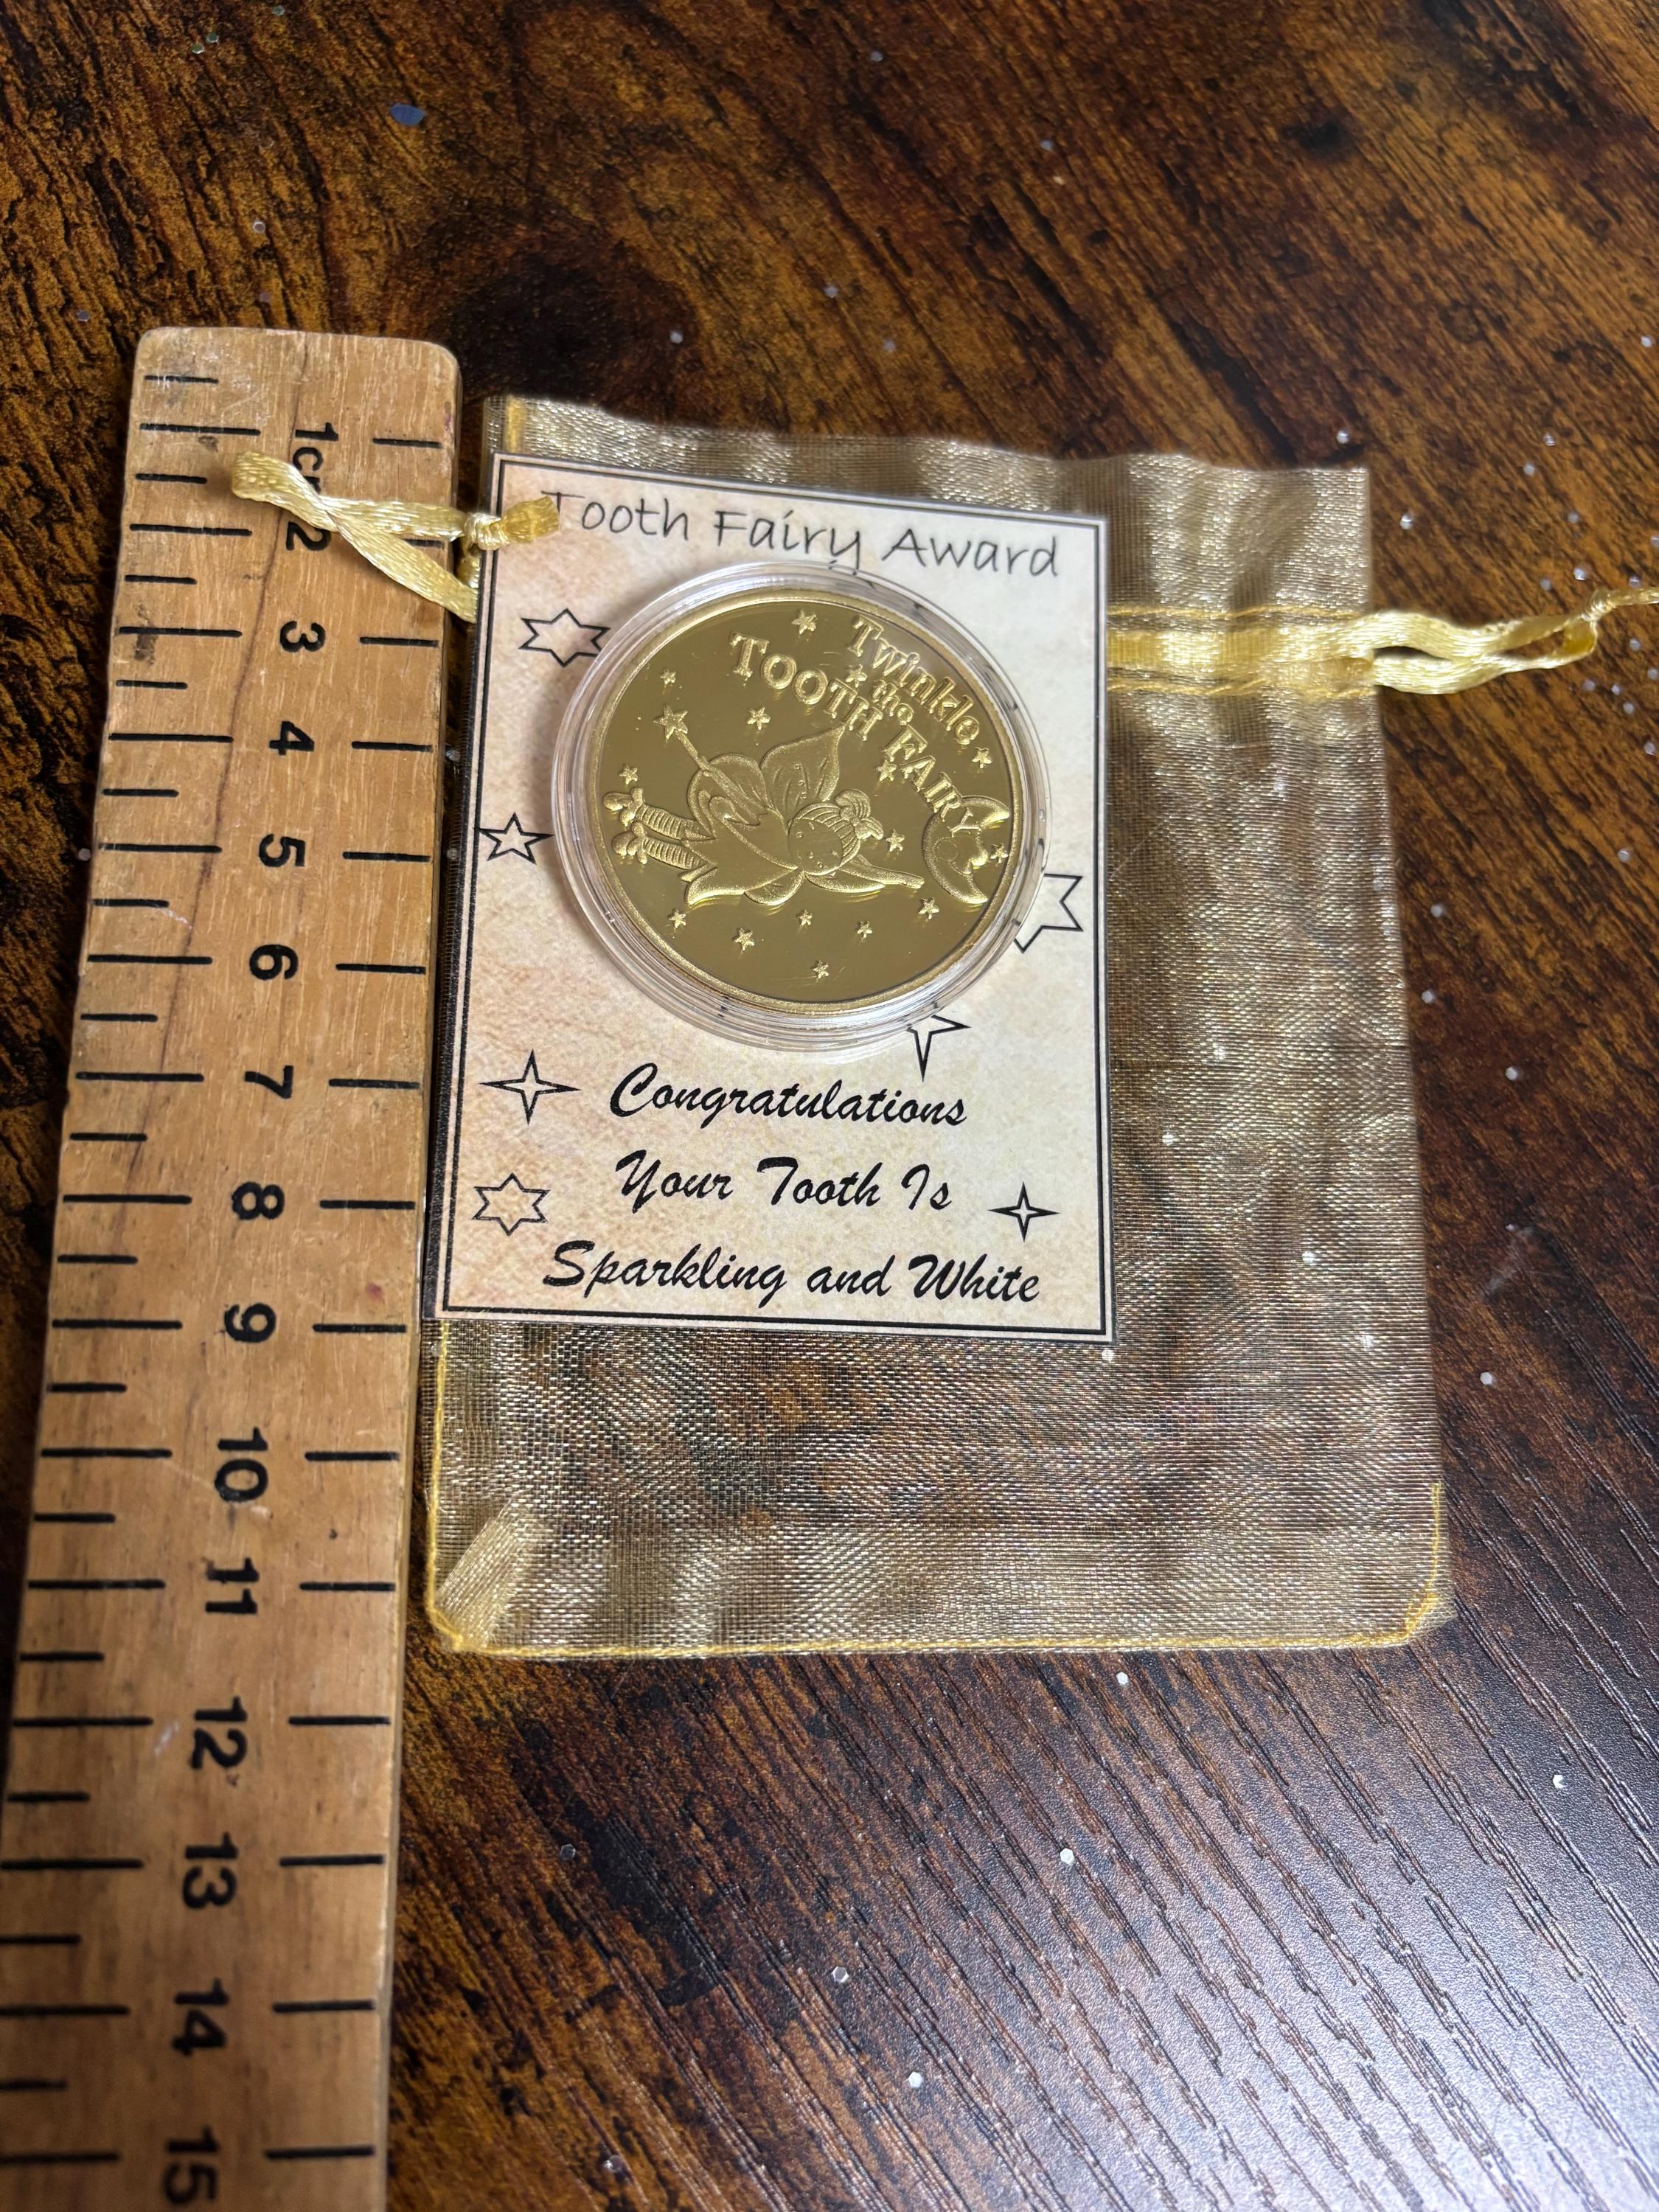 1cm
2
3
4
5
6
7
8
9
10
11
12
13
14
15
Tooth Fairy Award
Twinkle
the
TOOTH FAIRY
Congratulations
Your Tooth Is
Sparkling and White